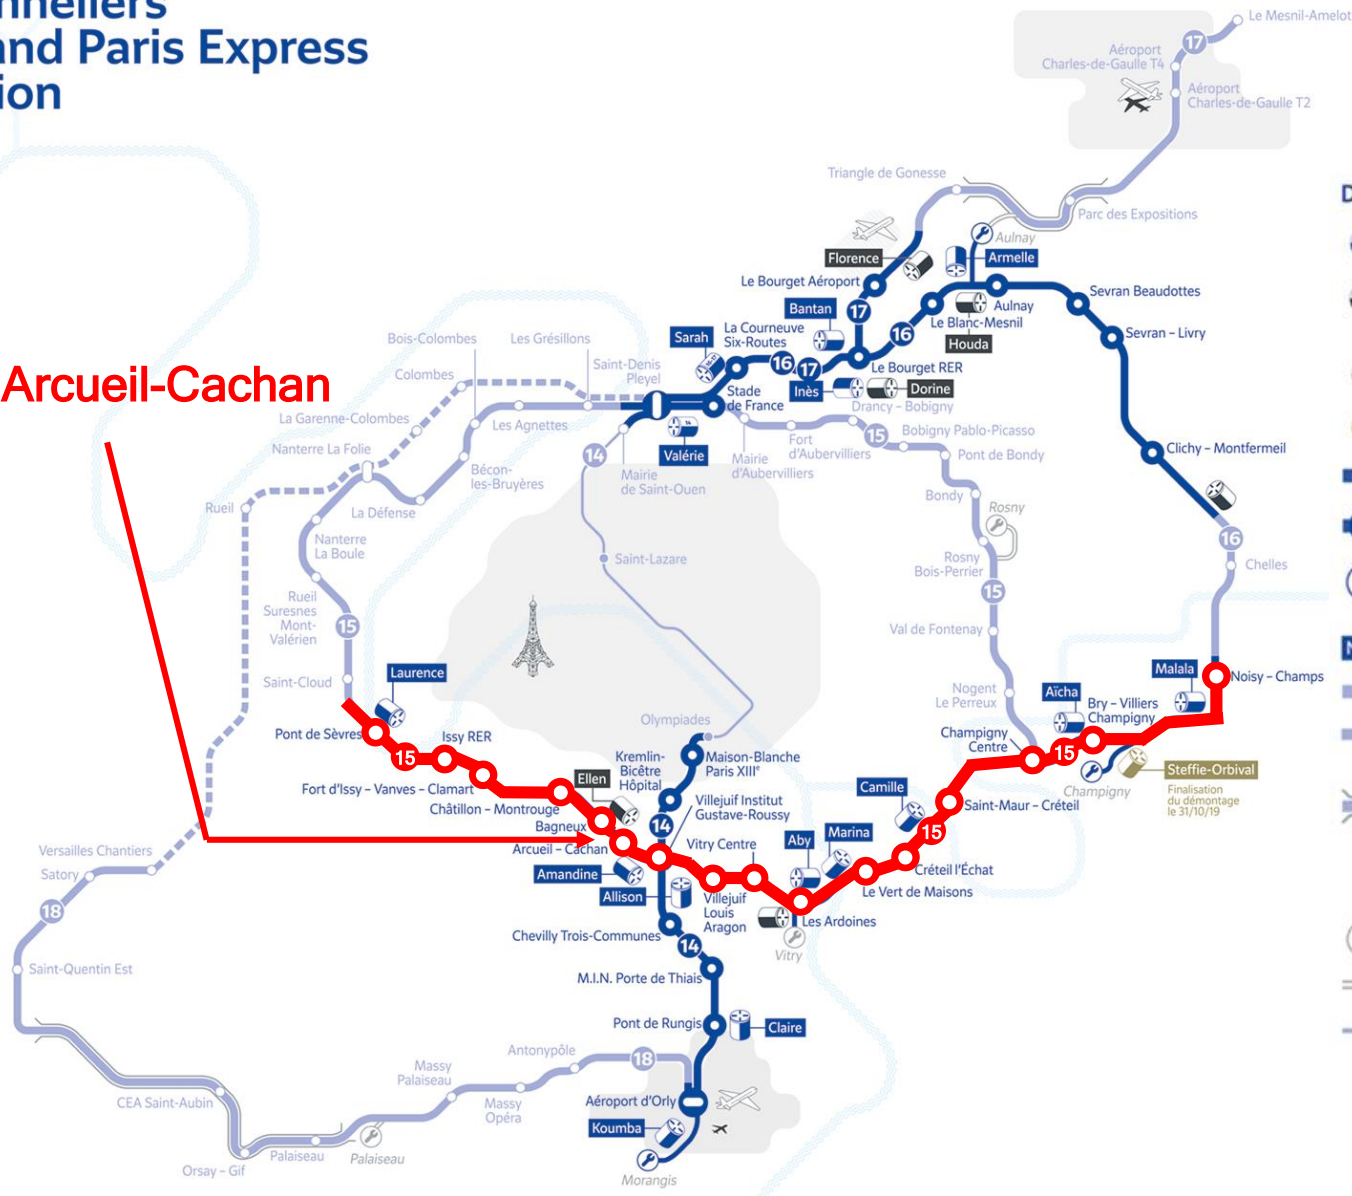 and Paris Express
Le Mesnil-Amelot
17
Aéroport
Charles-de-Gaulle T4
Aéroport
Charles-de-Gaulle T2
Triangle de Gonesse
Parc des Expositions
Aulnay
Florence
Armelle
Le Bourget Aéroport
Sevran Beaudottes
Bantan
17
Aulnay
Le Blanc-Mesnil
16
Houda
Sevran – Livry
Sarah
La Courneuve
Six-Routes
16
17
Le Bourget RER
Bois-Colombes
Les Grésillons
Saint-Denis
Pleyel
Arcueil-Cachan
Colombes
Inès
Dorine
Stade
de France
Drancy – Bobigny
La Garenne-Colombes
Les Agnettes
Fort
d'Aubervilliers
15
Bobigny Pablo-Picasso
Nanterre La Folie
14
Valérie
Mairie
d'Aubervilliers
Pont de Bondy
Clichy – Montfermeil
Bécon-
les-Bruyères
Mairie
de Saint-Ouen
Rueil
La Défense
Bondy
Rosny
Nanterre
La Boule
16
Saint-Lazare
Rosny
Bois-Perrier
Chelles
Rueil
Suresnes
Mont-
Valérien
15
15
Val de Fontenay
Saint-Cloud
Laurence
Malala
Noisy – Champs
Nogent
Le Perreux
Aïcha
Bry – Villiers
Champigny
Olympiades
Pont de Sèvres
Issy RER
15
Champigny
Centre
15
Maison-Blanche
Paris XIIIe
Kremlin-
Bicêtre
Hôpital
Fort d'Issy – Vanves – Clamart
Ellen
Camille
Champigny
Steffie-Orbival
Finalisation
du démontage
le 31/10/19
Châtillon – Montrouge
Villejuif Institut
Gustave-Roussy
Saint-Maur – Créteil
Bagneux
14
15
Aby
Marina
Arcueil – Cachan
Vitry Centre
Versailles Chantiers
Satory
Amandine
Créteil l'Échat
Le Vert de Maisons
Allison
Villejuif
Louis
Aragon
Les Ardoines
18
Chevilly Trois-Communes
14
Vitry
Saint-Quentin Est
M.I.N. Porte de Thiais
Pont de Rungis
Claire
Antonypôle
18
Massy
Palaiseau
CEA Saint-Aubin
Massy
Opéra
Aéroport d'Orly
Koumba
Palaiseau
Palaiseau
Orsay – Gif
Morangis